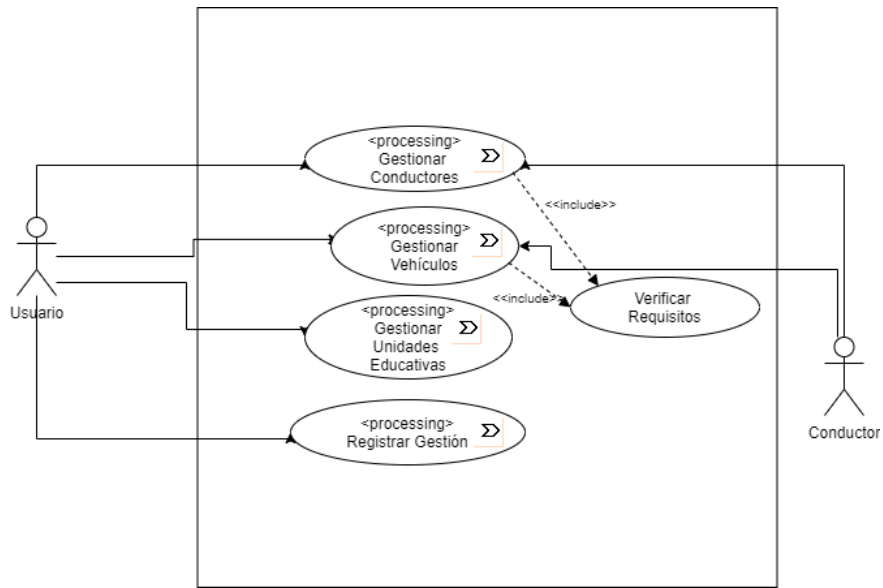 <processing>
Gestionar
Conductores
<<include>>
<processing>
Gestionar
Vehículos
<<include>>
Verificar
Requisitos
Usuario
<processing>
Gestionar
Unidades
Educativas
<processing>
Registrar Gestión
Conductor